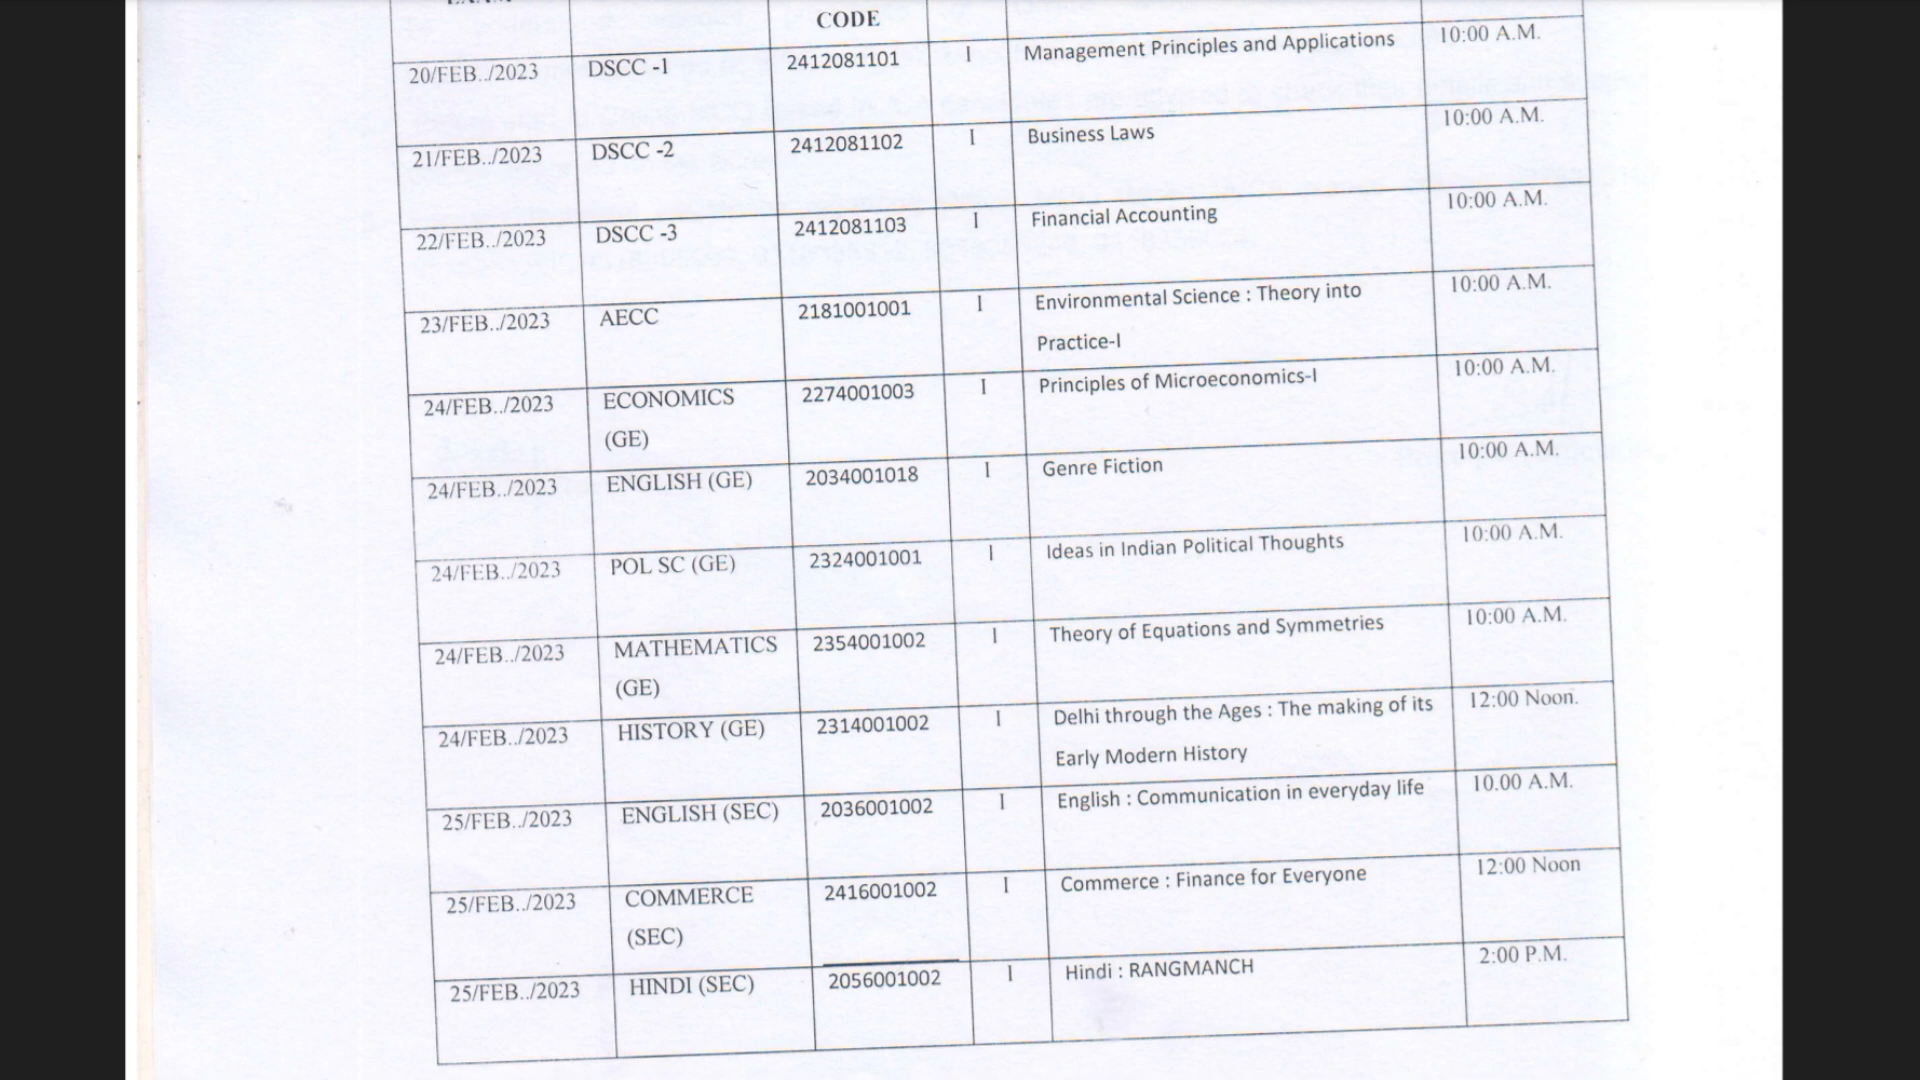 CODE
20/FEB../2023 DSCC -1 2412081101 I Management Principles and Applications 10:00 A.M.
21/FEB../2023 DSCC -2 2412081102 I Business Laws 10:00 A.M.
22/FEB../2023 DSCC -3 2412081103 I Financial Accounting 10:00 A.M.
23/FEB../2023 AECC 2181001001 I Environmental Science : Theory into 10:00 A.M.
Practice-I
24/FEB../2023 ECONOMICS 2274001003 I Principles of Microeconomics-I 10:00 A.M.
(GE)
24/FEB../2023 ENGLISH (GE) 2034001018 I Genre Fiction 10:00 A.M.
24/FEB../2023 POL SC (GE) 2324001001 I Ideas in Indian Political Thoughts 10:00 A.M.
24/FEB../2023 MATHEMATICS 2354001002 I Theory of Equations and Symmetries 10:00 A.M.
(GE)
24/FEB../2023 HISTORY (GE) 2314001002 I Delhi through the Ages : The making of its 12:00 Noon.
Early Modern History
25/FEB../2023 ENGLISH (SEC) 2036001002 I English : Communication in everyday life 10.00 A.M.
25/FEB../2023 COMMERCE 2416001002 I Commerce : Finance for Everyone 12:00 Noon
(SEC)
25/FEB../2023 HINDI (SEC) 2056001002 I Hindi : RANGMANCH 2:00 P.M.